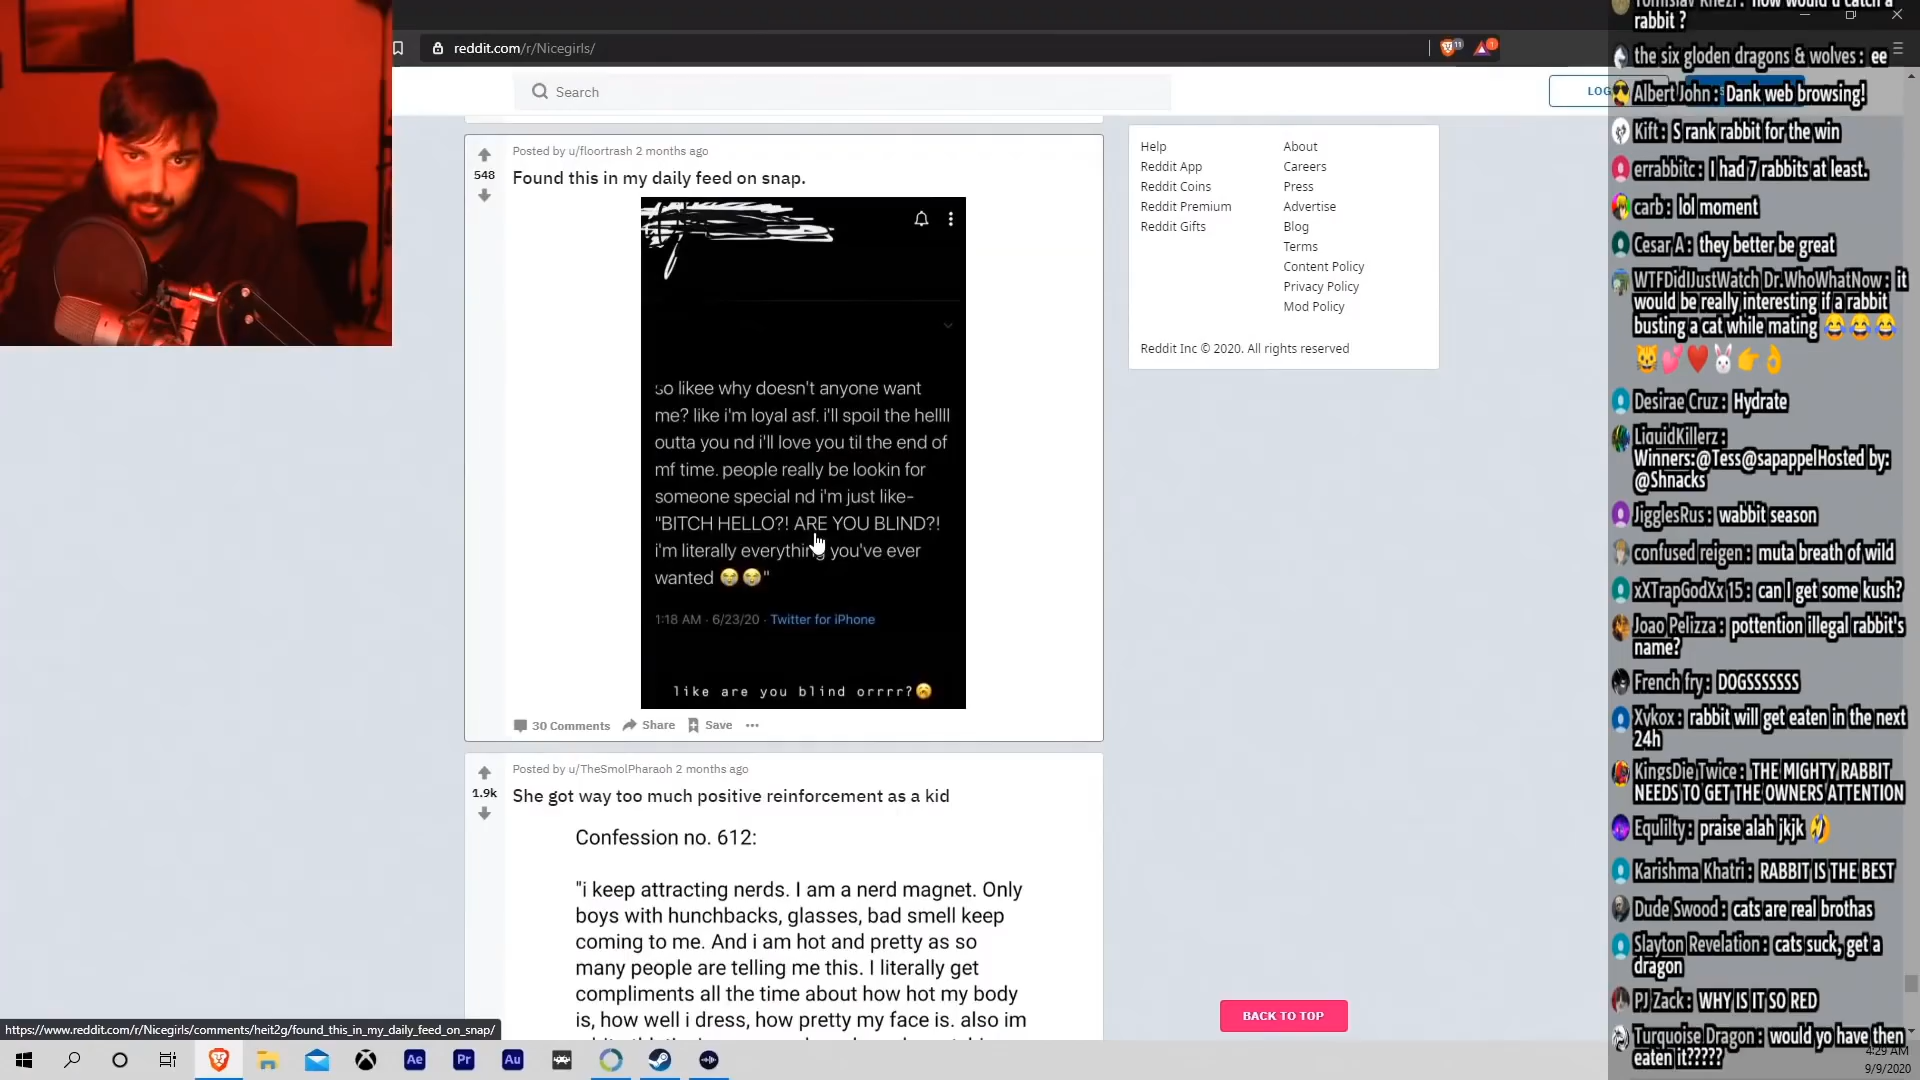 reddit.com/r/Nicegirls/
11
1
Search
LOG
Posted by u/floortrash 2 months ago
548
Found this in my daily feed on snap.
so likee why doesn't anyone want
me? like i'm loyal asf. i'll spoil the hellll
outta you nd i'll love you til the end of
mf time. people really be lookin for
someone special nd i'm just like-
"BITCH HELLO?! ARE YOU BLIND?!
i'm literally everything you've ever
wanted 😭😭"
1:18 AM · 6/23/20 · Twitter for iPhone
like are you blind orrrr?
30 Comments Share Save
Posted by u/TheSmolPharaoh 2 months ago
1.9k
She got way too much positive reinforcement as a kid
Confession no. 612:
"i keep attracting nerds. I am a nerd magnet. Only
boys with hunchbacks, glasses, bad smell keep
coming to me. And i am hot and pretty as so
many people are telling me this. I literally get
compliments all the time about how hot my body
is, how well i dress, how pretty my face is. also im
Help About
Reddit App Careers
Reddit Coins Press
Reddit Premium Advertise
Reddit Gifts Blog
Terms
Content Policy
Privacy Policy
Mod Policy
Reddit Inc © 2020. All rights reserved
BACK TO TOP
rabbit ?
the six gloden dragons & wolves : ee
Albert John : Dank web browsing!
Kift : S rank rabbit for the win
errabbitc : I had 7 rabbits at least.
carb : lol moment
Cesar A : they better be great
WTFDidIJustWatch Dr.WhoWhatNow : it
would be really interesting if a rabbit
busting a cat while mating 😂😂😂
😺💕❤️🐰👉👌
Desirae Cruz : Hydrate
LiquidKillerz :
Winners:@Tess@sapappelHosted by:
@Shnacks
JigglesRus : wabbit season
confused reigen : muta breath of wild
xXTrapGodXx 15 : can I get some kush?
Joao Pelizza : pottention illegal rabbit's
name?
French fry : DOGSSSSSSS
Xvkox : rabbit will get eaten in the next
24h
KingsDie Twice : THE MIGHTY RABBIT
NEEDS TO GET THE OWNERS ATTENTION
Equlilty : praise alah jkjk 🤣
Karishma Khatri : RABBIT IS THE BEST
Dude Swood : cats are real brothas
Slayton Revelation : cats suck, get a
dragon
PJ Zack : WHY IS IT SO RED
Turquoise Dragon : would yo have then
eaten it?????
https://www.reddit.com/r/Nicegirls/comments/heit2g/found_this_in_my_daily_feed_on_snap/
Ae Pr Au
4:29 AM
9/9/2020